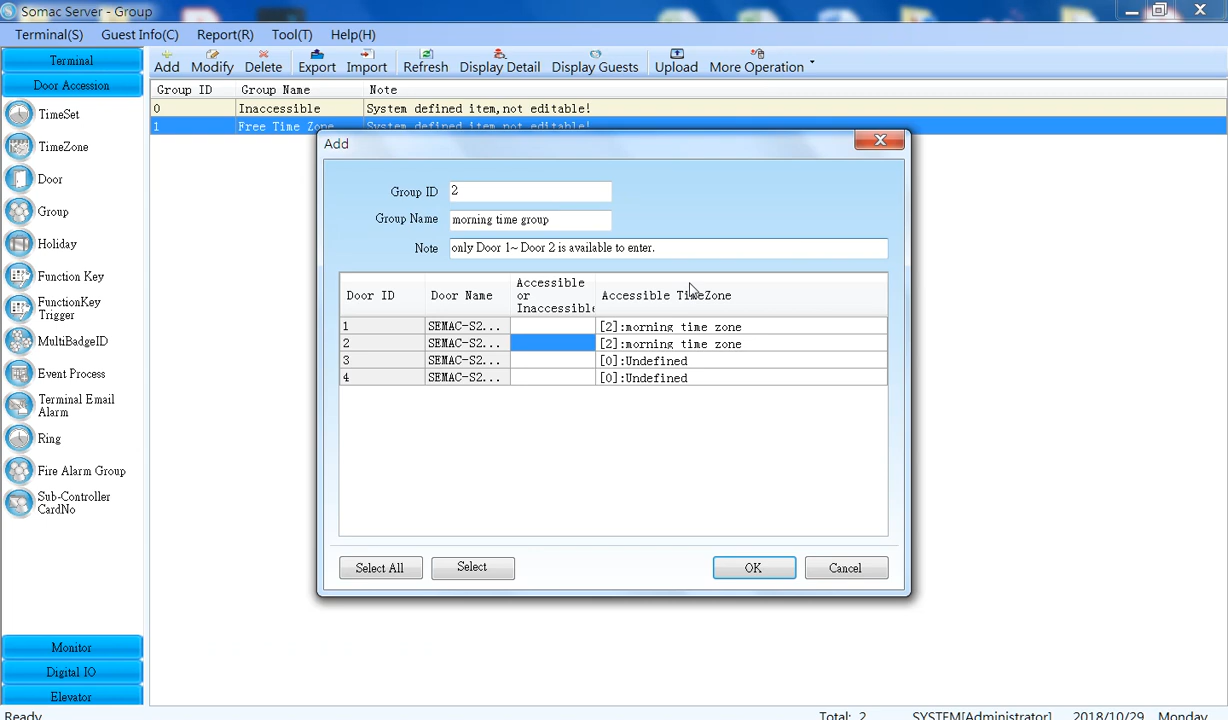 Somac Server - Group
Terminal(S) Guest Info(C) Report(R) Tool(T) Help(H)
Terminal
Door Accession
TimeSet
TimeZone
Door
Group
Holiday
Function Key
FunctionKey
Trigger
MultiBadgeID
Event Process
Terminal Email
Alarm
Ring
Fire Alarm Group
Sub-Controller
CardNo
Monitor
Digital IO
Elevator
Add Modify Delete Export Import Refresh Display Detail Display Guests Upload More Operation
Group ID Group Name Note
0 Inaccessible System defined item,not editable!
1 Free Time Zone System defined item,not editable!
Add
Group ID 2
Group Name morning time group
Note only Door 1~ Door 2 is available to enter.
Door ID Door Name Accessible or Inaccessible Accessible TimeZone
1 SEMAC-S2... [2]:morning time zone
2 SEMAC-S2... [2]:morning time zone
3 SEMAC-S2... [0]:Undefined
4 SEMAC-S2... [0]:Undefined
Select All Select OK Cancel
Ready Total: 2 SYSTEM[Administrator] 2018/10/29 Monday